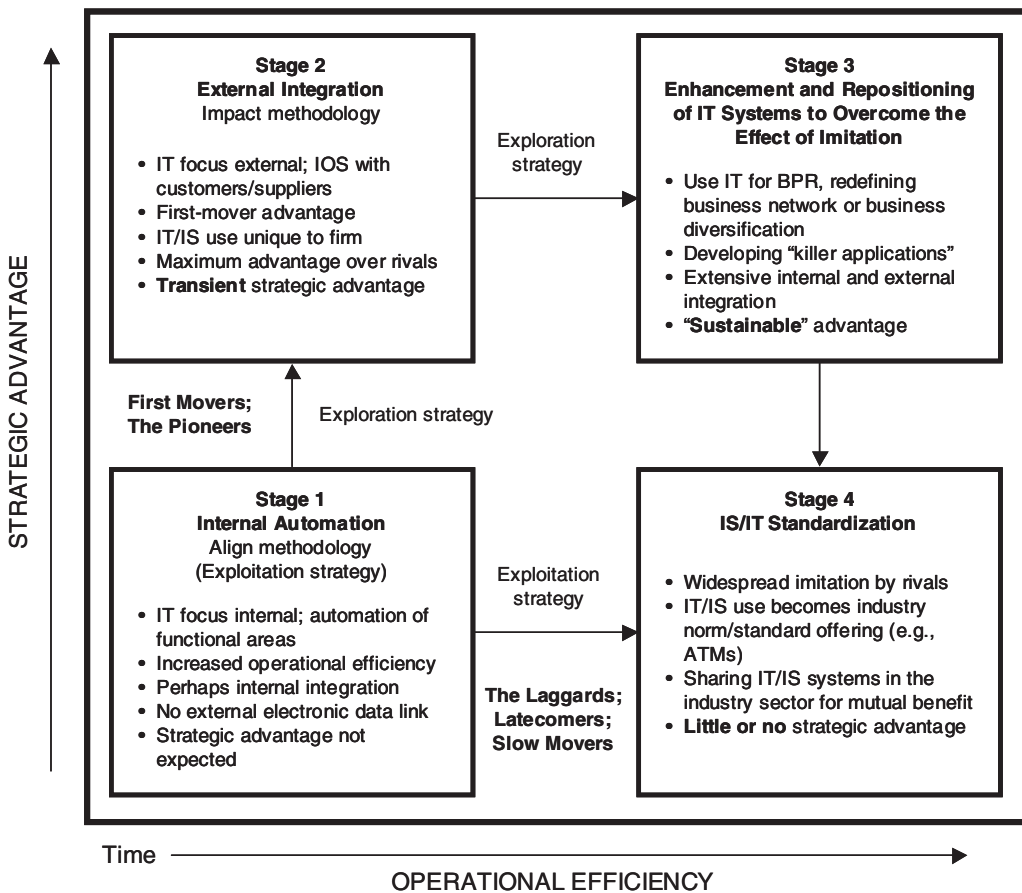 Stage 2
External Integration
Impact methodology
• IT focus external; IOS with
customers/suppliers
• First-mover advantage
• IT/IS use unique to firm
• Maximum advantage over rivals
• Transient strategic advantage
Exploration
strategy
Stage 3
Enhancement and Repositioning
of IT Systems to Overcome the
Effect of Imitation
• Use IT for BPR, redefining
business network or business
diversification
• Developing “killer applications”
• Extensive internal and external
integration
• “Sustainable” advantage
STRATEGIC ADVANTAGE
First Movers;
The Pioneers
Exploration strategy
Stage 1
Internal Automation
Align methodology
(Exploitation strategy)
• IT focus internal; automation of
functional areas
• Increased operational efficiency
• Perhaps internal integration
• No external electronic data link
• Strategic advantage not
expected
Exploitation
strategy
The Laggards;
Latecomers;
Slow Movers
Stage 4
IS/IT Standardization
• Widespread imitation by rivals
• IT/IS use becomes industry
norm/standard offering (e.g.,
ATMs)
• Sharing IT/IS systems in the
industry sector for mutual benefit
• Little or no strategic advantage
Time
OPERATIONAL EFFICIENCY